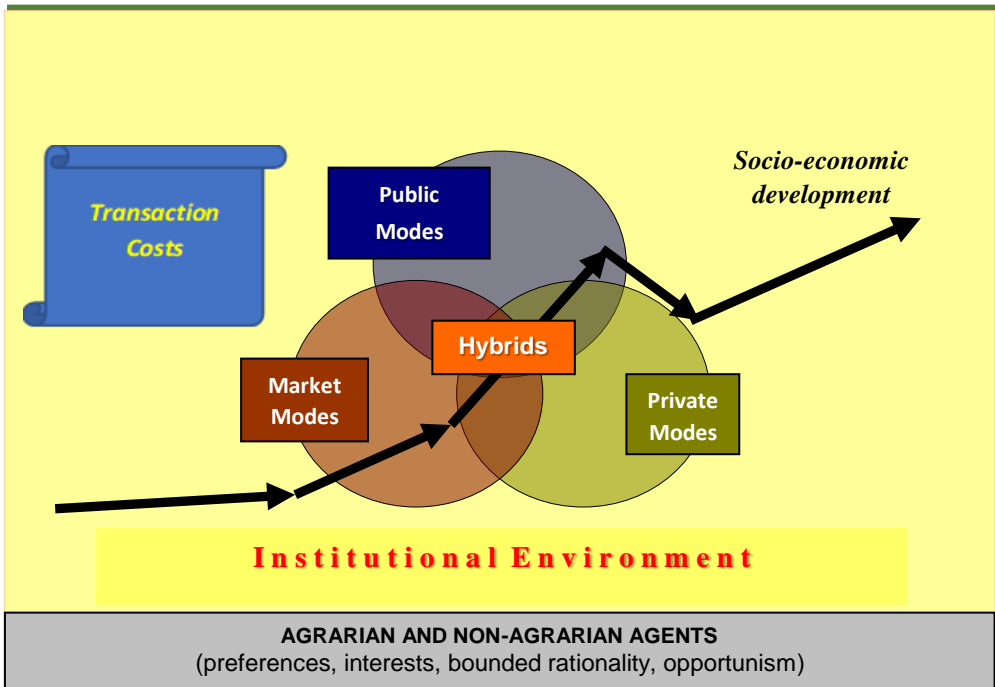 Socio-economic
development
Transaction
Costs
Public
Modes
Hybrids
Market
Modes
Private
Modes
Institutional Environment
AGRARIAN AND NON-AGRARIAN AGENTS
(preferences, interests, bounded rationality, opportunism)